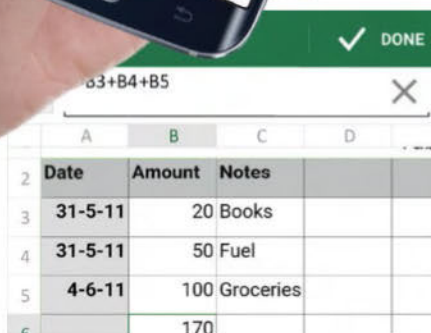 DONE
B3+B4+B5
A B C D
2 Date Amount Notes
3 31-5-11 20 Books
4 31-5-11 50 Fuel
5 4-6-11 100 Groceries
6 170